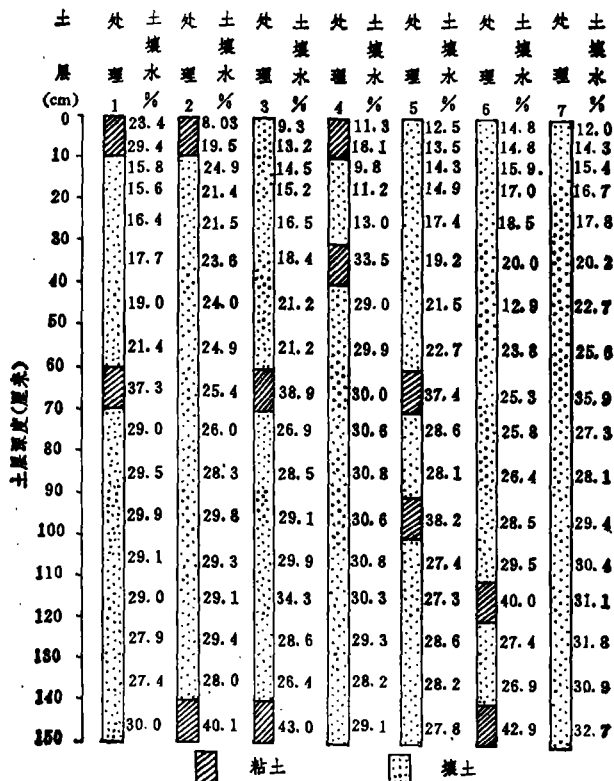 土 处 土 处 土 处 土 处 土 处 土 处 土 处 土
壤 壤 壤 壤 壤 壤 壤
层 理 水 理 水 理 水 理 水 理 水 理 水 理 水
(cm) 1 % 2 % 3 % 4 % 5 % 6 % 7 %
0 23.4 8.03 9.3 11.3 12.5 14.8 12.0
29.4 19.5 13.2 18.1 13.5 14.8 14.3
10 15.8 24.9 14.5 9.8 14.3 15.9. 15.4
20 15.6 21.4 15.2 11.2 14.9 17.0 16.7
16.4 21.5 16.5 13.0 17.4 18.5 17.8
30
17.7 23.6 18.4 33.5 19.2 20.0 20.2
40
19.0 24.0 21.2 29.0 21.5 12.9 22.7
50
21.4 24.9 21.2 29.9 22.7 23.8 25.6
60
37.3 25.4 38.9 30.0 37.4 25.3 35.9
70
29.0 26.0 26.9 30.6 28.6 25.8 27.3
80
29.5 28.3 28.5 30.8 28.1 26.4 28.1
90
29.9 29.8 29.1 30.6 38.2 28.5 29.4
100
29.1 29.3 29.9 30.8 27.4 29.5 30.4
110
29.0 29.1 34.3 30.3 27.3 40.0 31.1
120
27.9 29.4 28.6 29.3 28.6 27.4 31.8
130
27.4 28.0 26.4 28.2 28.2 26.9 30.9
140
150 30.0 40.1 43.0 29.1 27.8 42.9 32.7
土层深度(厘米)
粘土 壤土